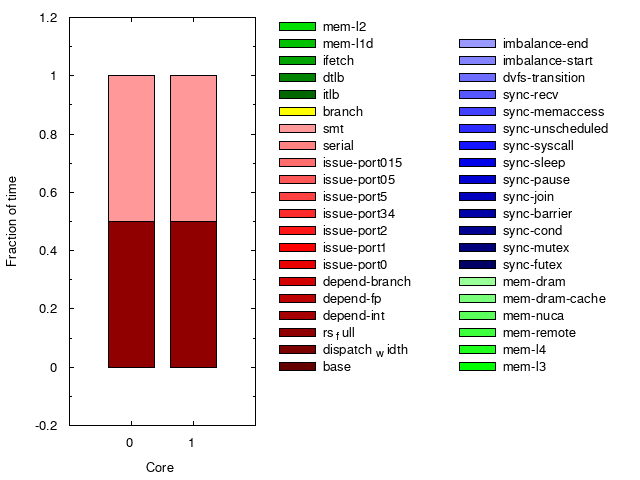 1.2
1
0.8
0.6
0.4
0.2
0
-0.2
Fraction of time
0 1
Core
mem-l2
mem-l1d
ifetch
dtlb
itlb
branch
smt
serial
issue-port015
issue-port05
issue-port5
issue-port34
issue-port2
issue-port1
issue-port0
depend-branch
depend-fp
depend-int
rs f ull
dispatch w idth
base
imbalance-end
imbalance-start
dvfs-transition
sync-recv
sync-memaccess
sync-unscheduled
sync-syscall
sync-sleep
sync-pause
sync-join
sync-barrier
sync-cond
sync-mutex
sync-futex
mem-dram
mem-dram-cache
mem-nuca
mem-remote
mem-l4
mem-l3